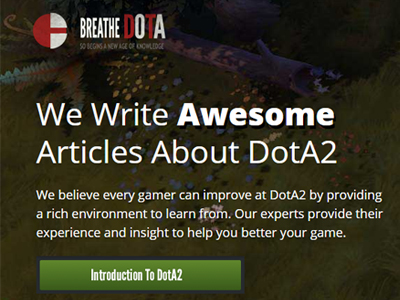 BREATHE DOTA
SO BEGINS A NEW AGE OF KNOWLEDGE
We Write Awesome
Articles About DotA2
We believe every gamer can improve at DotA2 by providing
a rich environment to learn from. Our experts provide their
experience and insight to help you better your game.
Introduction To DotA2